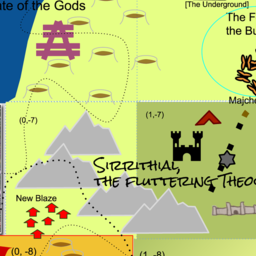 nte of the Gods
[The Underground]
The F
the Bu
Majche
(0,-7)
(1,-7)
Sirrithial,
the fluttering Theoc
New Blaze
(0, -8)
(1, -8)